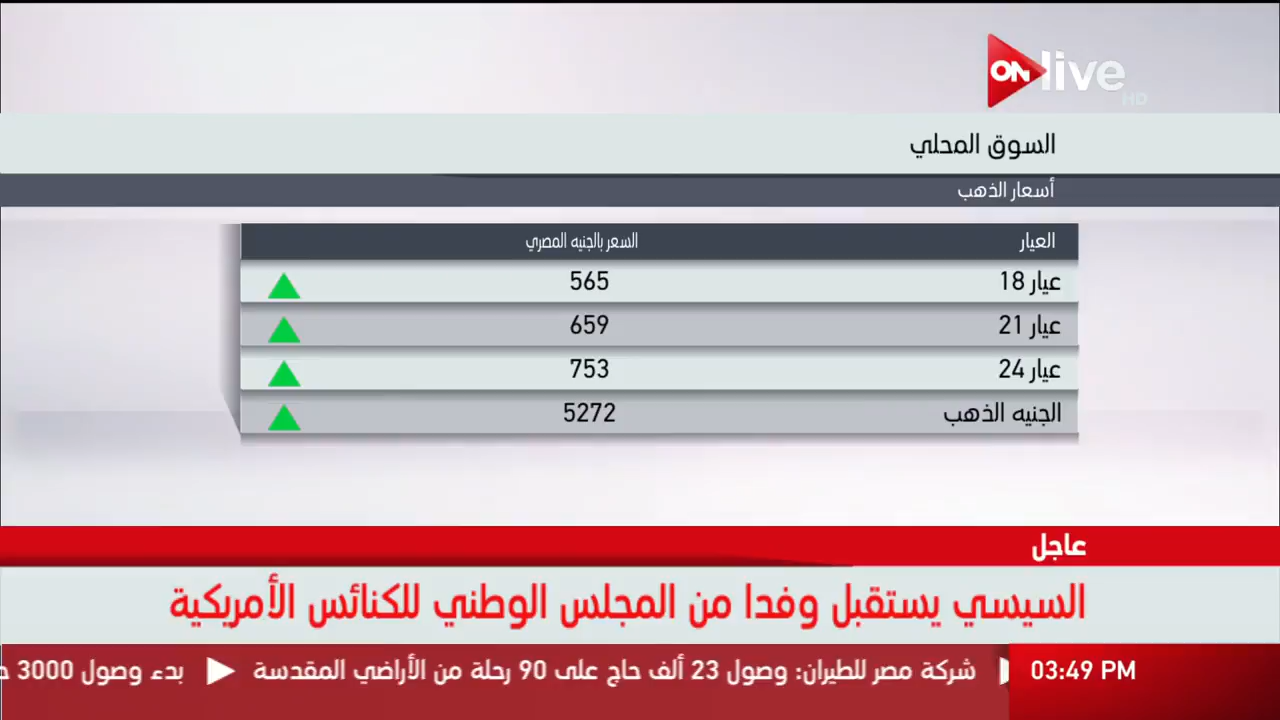 ON live
HD
السوق المحلي
أسعار الذهب
العيار السعر بالجنيه المصري
عيار 18 565
عيار 21 659
عيار 24 753
الجنيه الذهب 5272
عاجل
السيسي يستقبل وفدا من المجلس الوطني للكنائس الأمريكية
03:49 PM شركة مصر للطيران: وصول 23 ألف حاج على 90 رحلة من الأراضي المقدسة بدء وصول 3000